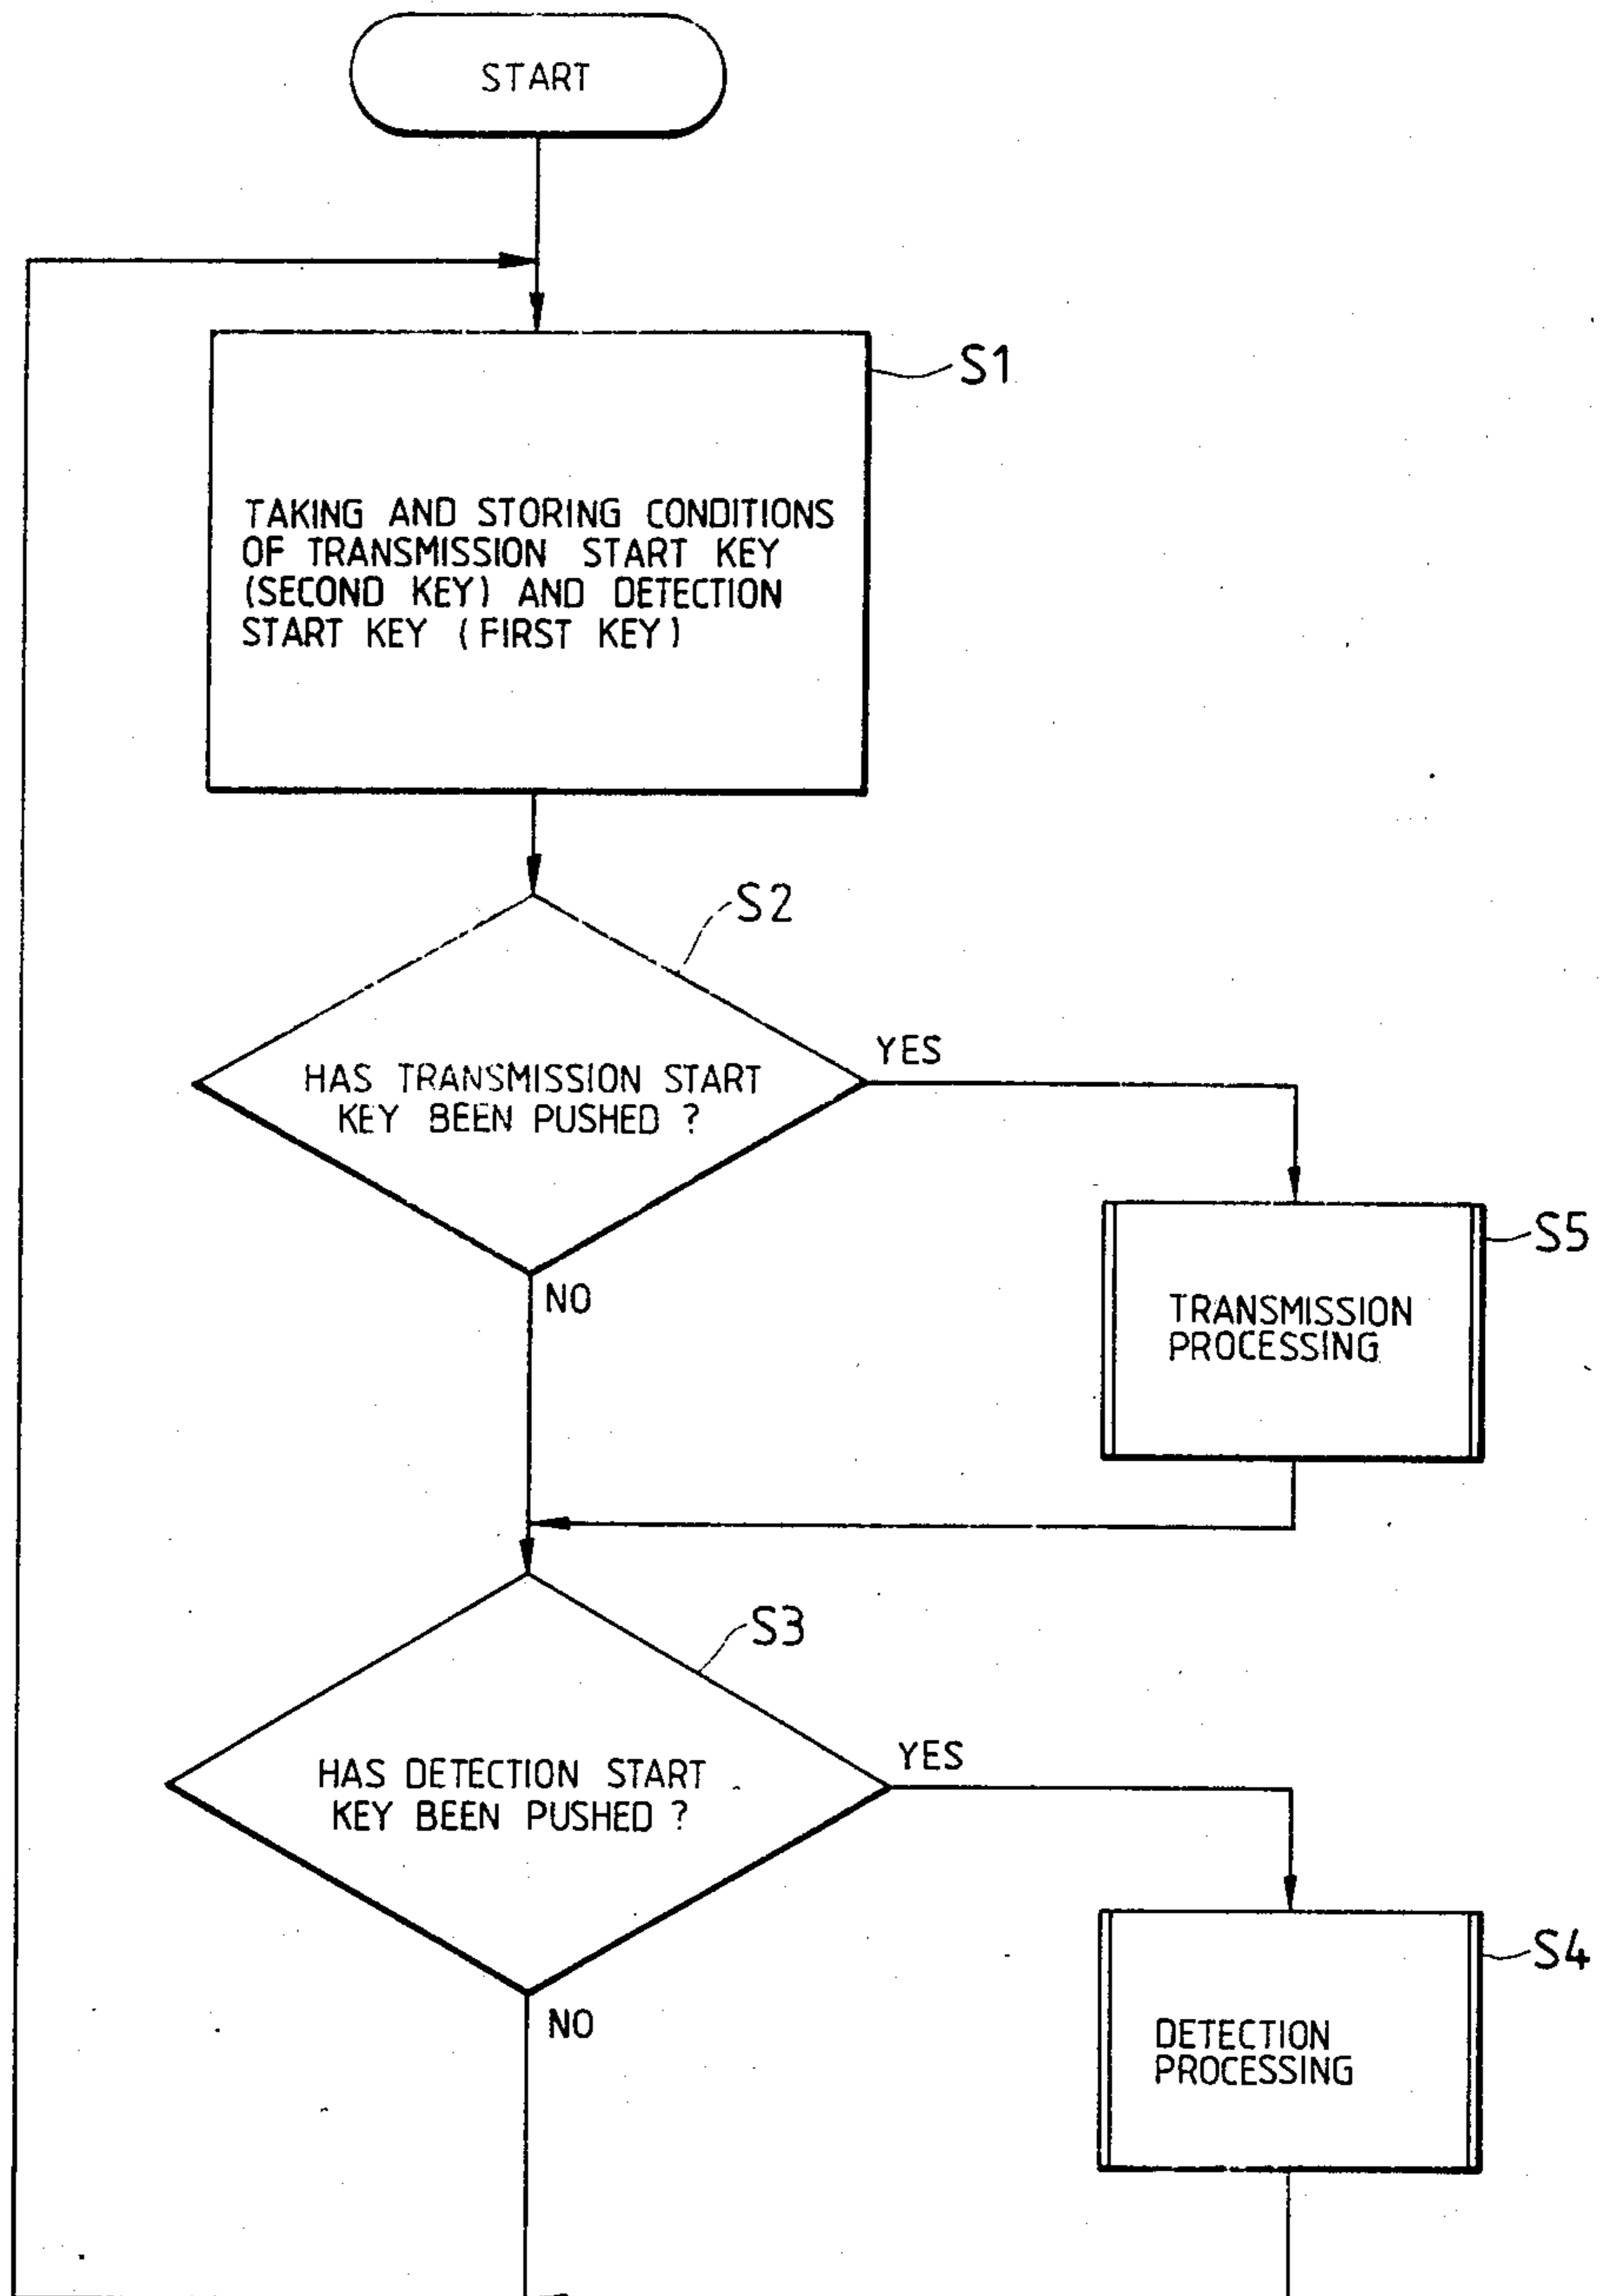 START
S1
TAKING AND STORING CONDITIONS
OF TRANSMISSION START KEY
(SECOND KEY) AND DETECTION
START KEY (FIRST KEY)
S2
YES
HAS TRANSMISSION START
KEY BEEN PUSHED ?
S5
NO
TRANSMISSION
PROCESSING
S3
YES
HAS DETECTION START
KEY BEEN PUSHED ?
S4
NO
DETECTION
PROCESSING